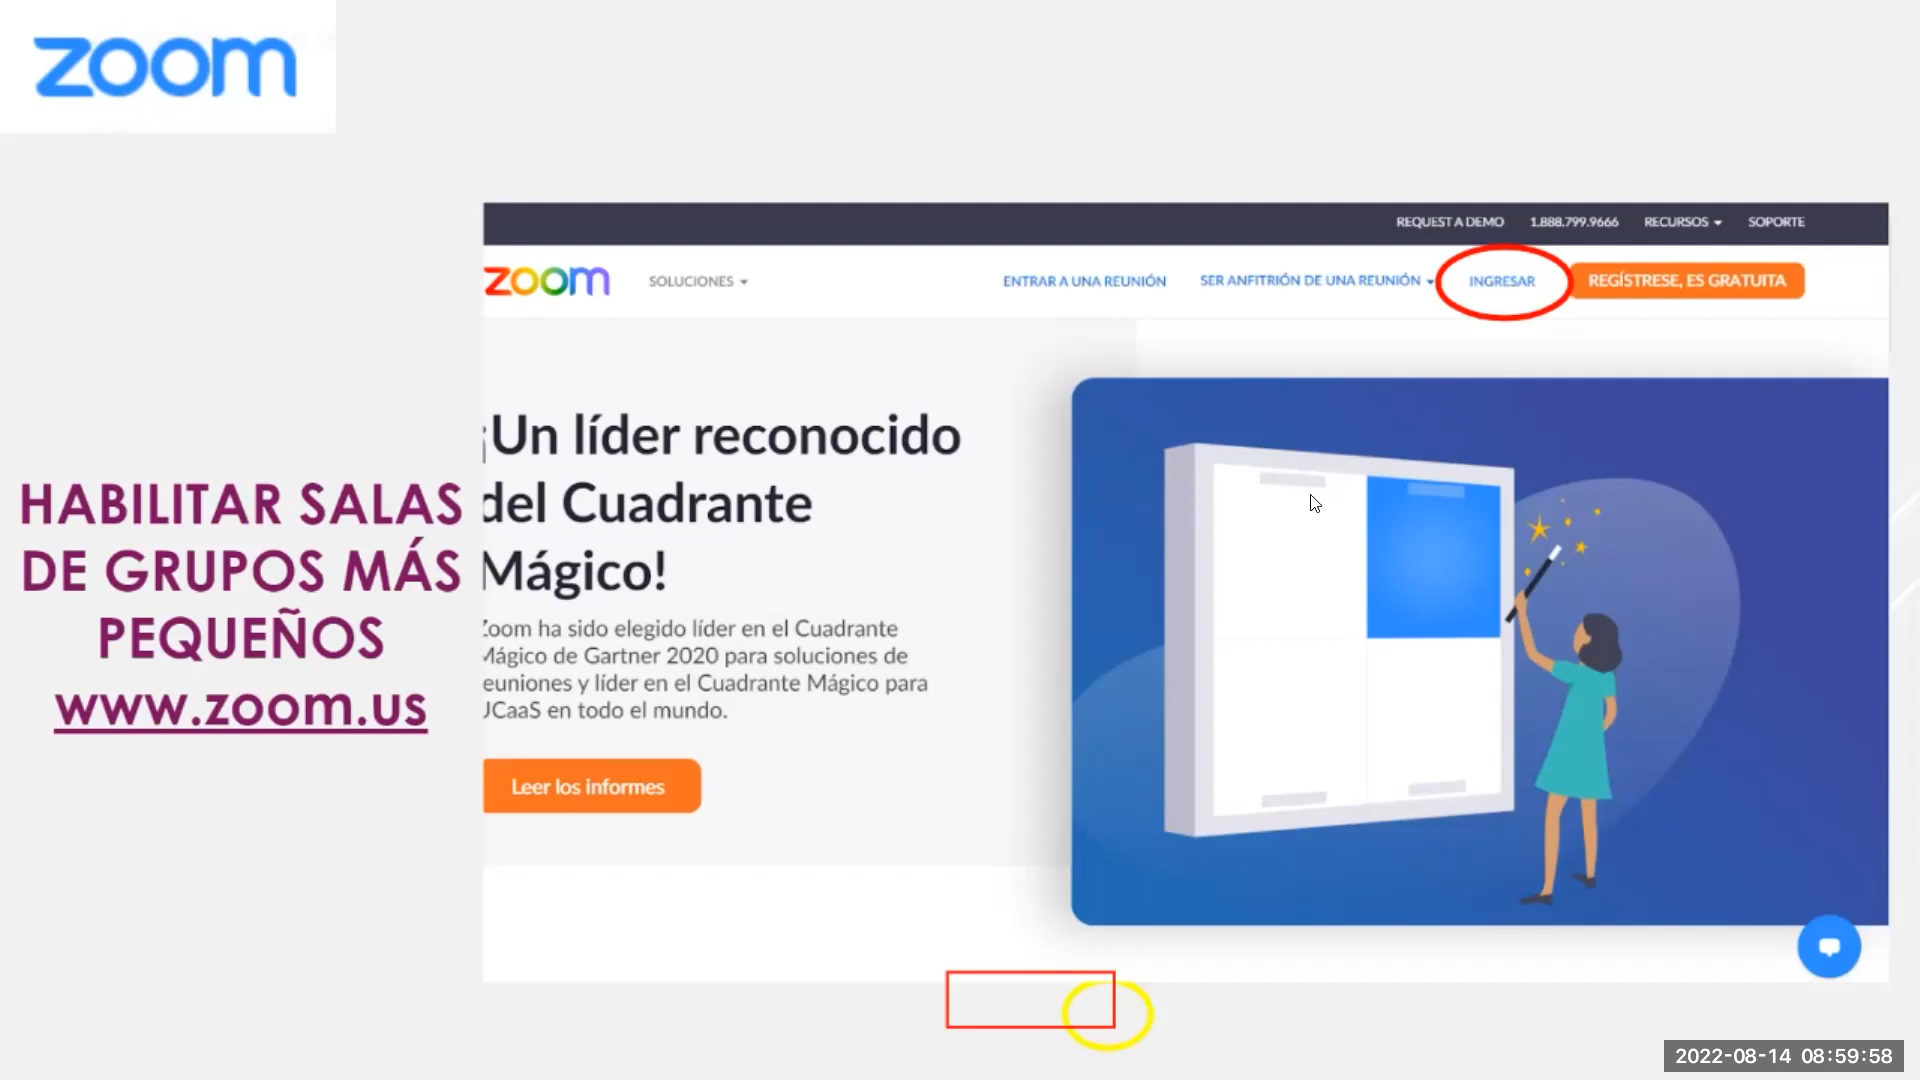 zoom
REQUEST A DEMO 1.888.799.9666 RECURSOS SOPORTE
zoom SOLUCIONES ENTRAR A UNA REUNIÓN SER ANFITRIÓN DE UNA REUNIÓN INGRESAR REGÍSTRESE, ES GRATUITA
¡Un líder reconocido
del Cuadrante
Mágico!
Zoom ha sido elegido líder en el Cuadrante
Mágico de Gartner 2020 para soluciones de
euniones y líder en el Cuadrante Mágico para
UCaaS en todo el mundo.
Leer los informes
HABILITAR SALAS
DE GRUPOS MÁS
PEQUEÑOS
www.zoom.us
2022-08-14 08:59:58